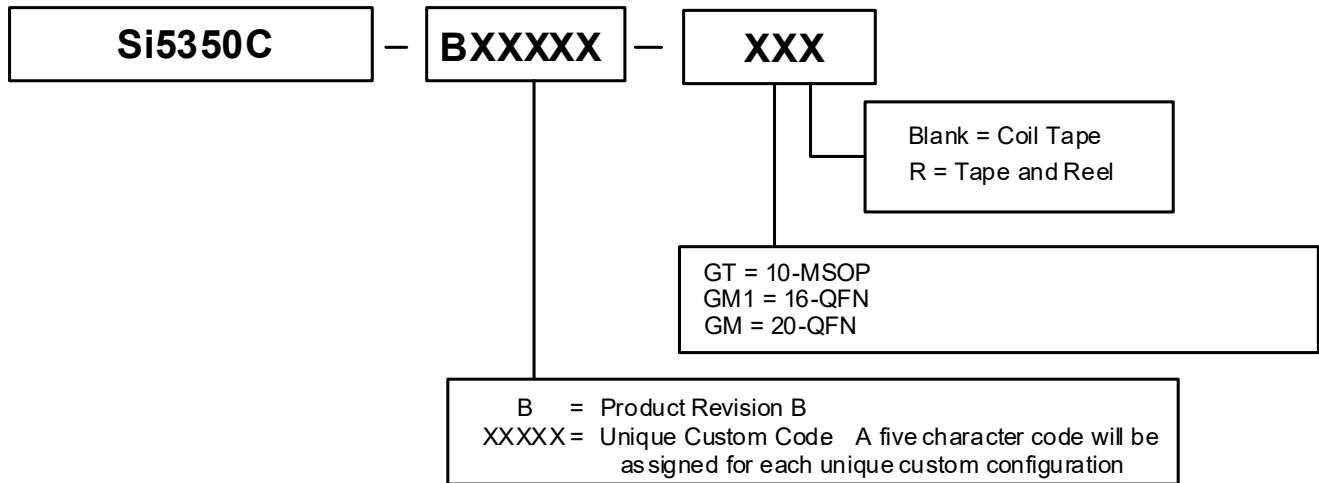 Si5350C – BXXXXX – XXX
Blank = Coil Tape
R = Tape and Reel
GT = 10-MSOP
GM1 = 16-QFN
GM = 20-QFN
B = Product Revision B
XXXXX = Unique Custom Code A five character code will be
assigned for each unique custom configuration